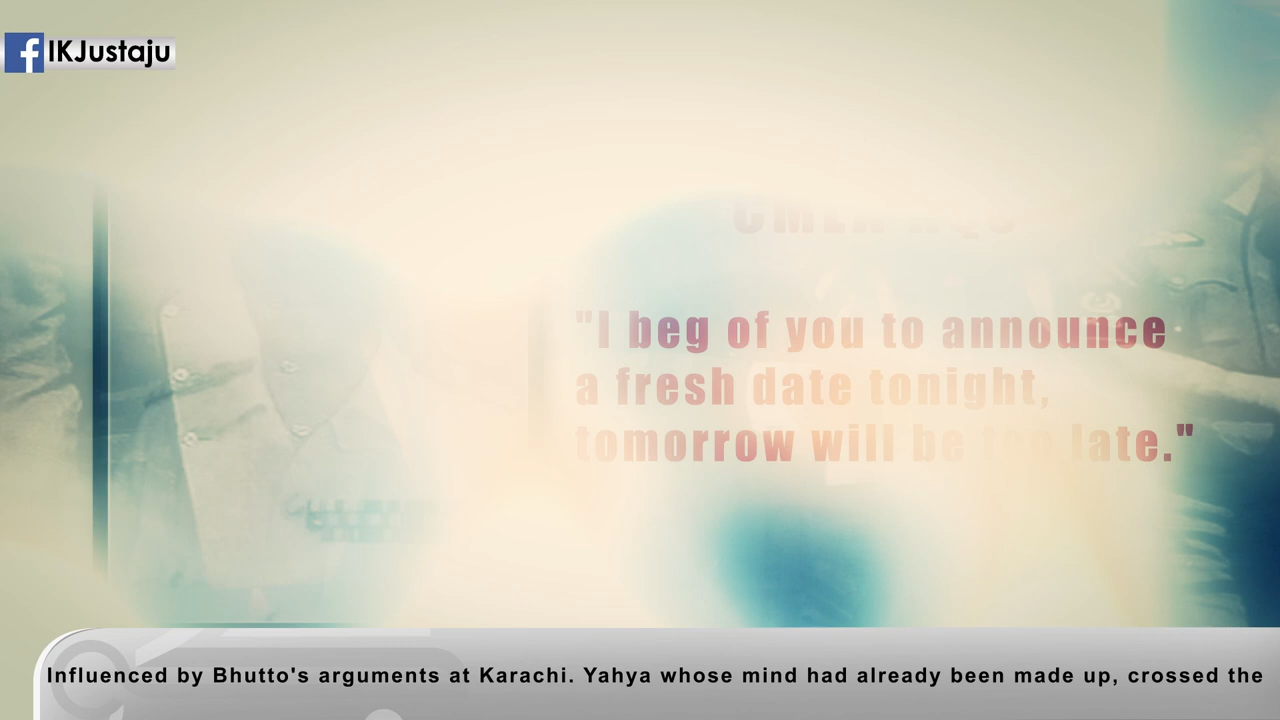 IKJustaju
"I beg of you to announce
a fresh date tonight,
tomorrow will be too late."
Influenced by Bhutto's arguments at Karachi. Yahya whose mind had already been made up, crossed the